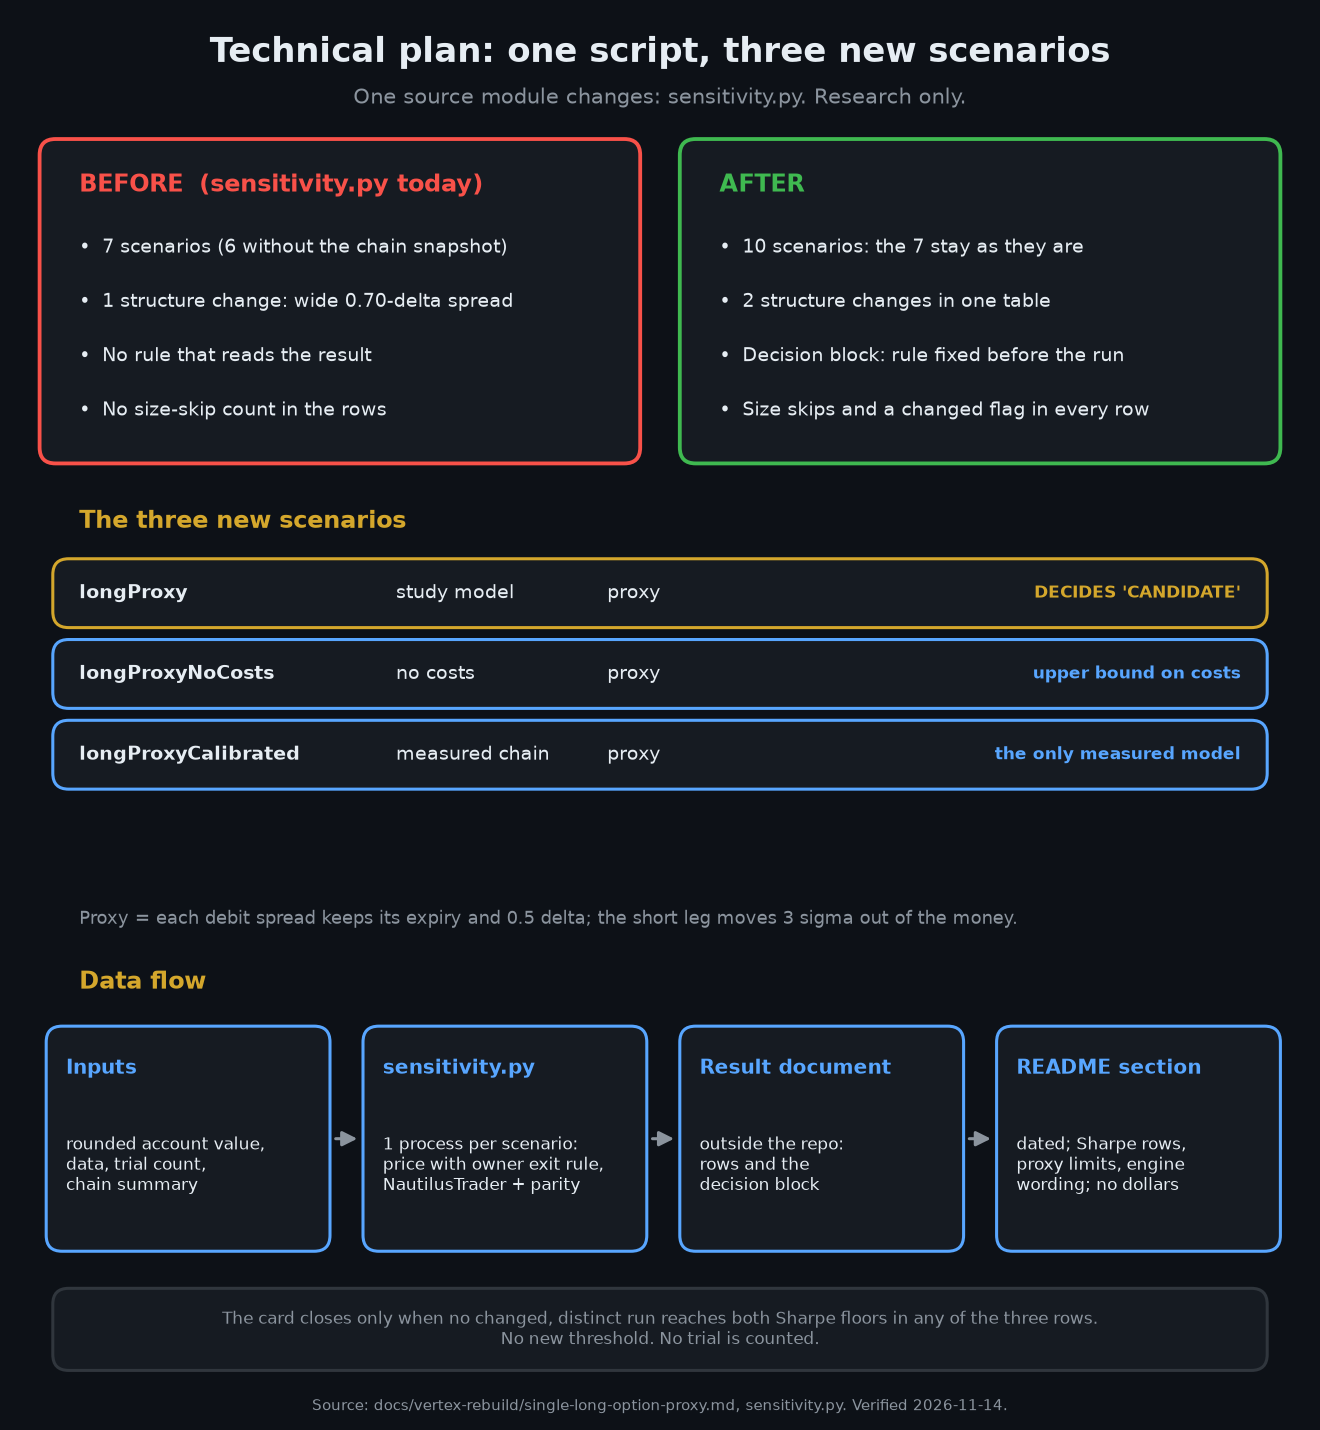 Technical plan: one script, three new scenarios
One source module changes: sensitivity.py. Research only.
BEFORE (sensitivity.py today)
• 7 scenarios (6 without the chain snapshot)
• 1 structure change: wide 0.70-delta spread
• No rule that reads the result
• No size-skip count in the rows
AFTER
• 10 scenarios: the 7 stay as they are
• 2 structure changes in one table
• Decision block: rule fixed before the run
• Size skips and a changed flag in every row
The three new scenarios
longProxy study model proxy DECIDES 'CANDIDATE'
longProxyNoCosts no costs proxy upper bound on costs
longProxyCalibrated measured chain proxy the only measured model
Proxy = each debit spread keeps its expiry and 0.5 delta; the short leg moves 3 sigma out of the money.
Data flow
Inputs
rounded account value,
data, trial count,
chain summary
sensitivity.py
1 process per scenario:
price with owner exit rule,
NautilusTrader + parity
Result document
outside the repo:
rows and the
decision block
README section
dated; Sharpe rows,
proxy limits, engine
wording; no dollars
The card closes only when no changed, distinct run reaches both Sharpe floors in any of the three rows.
No new threshold. No trial is counted.
Source: docs/vertex-rebuild/single-long-option-proxy.md, sensitivity.py. Verified 2026-11-14.